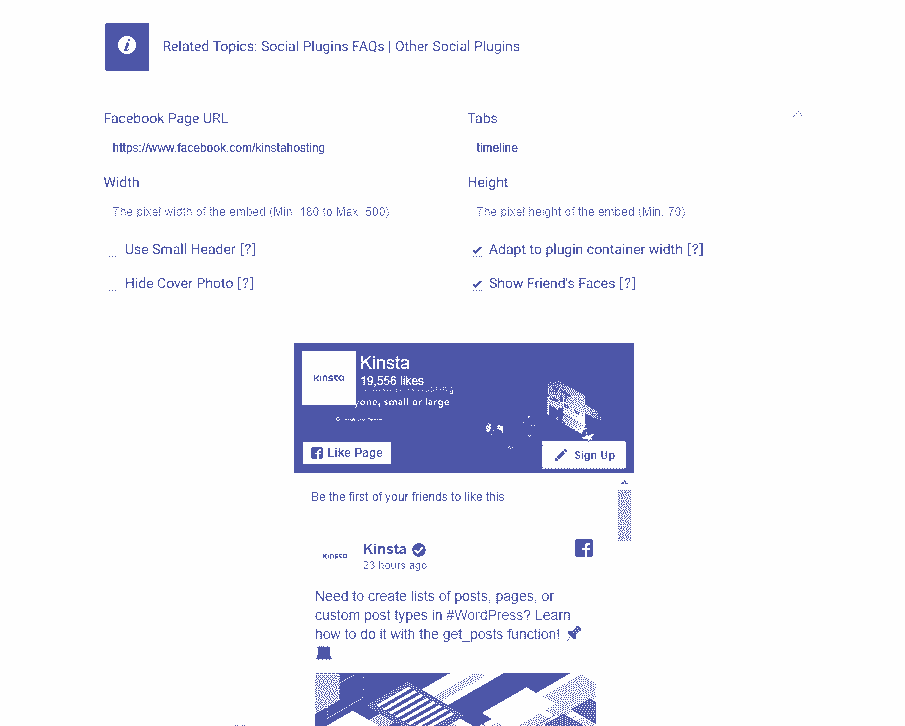 Related Topics: Social Plugins FAQs | Other Social Plugins
Facebook Page URL
Tabs
https://www.facebook.com/kinstahosting
timeline
Width
Height
The pixel width of the embed (Min. 180 to Max. 500)
The pixel height of the embed (Min. 70)
Use Small Header [?]
Adapt to plugin container width [?]
Hide Cover Photo [?]
Show Friend's Faces [?]
KINSTA
Kinsta
19,556 likes
one, small or large
Like Page
Sign Up
Be the first of your friends to like this
KINSTA
Kinsta
23 hours ago
Need to create lists of posts, pages, or
custom post types in #WordPress? Learn
how to do it with the get_posts function!